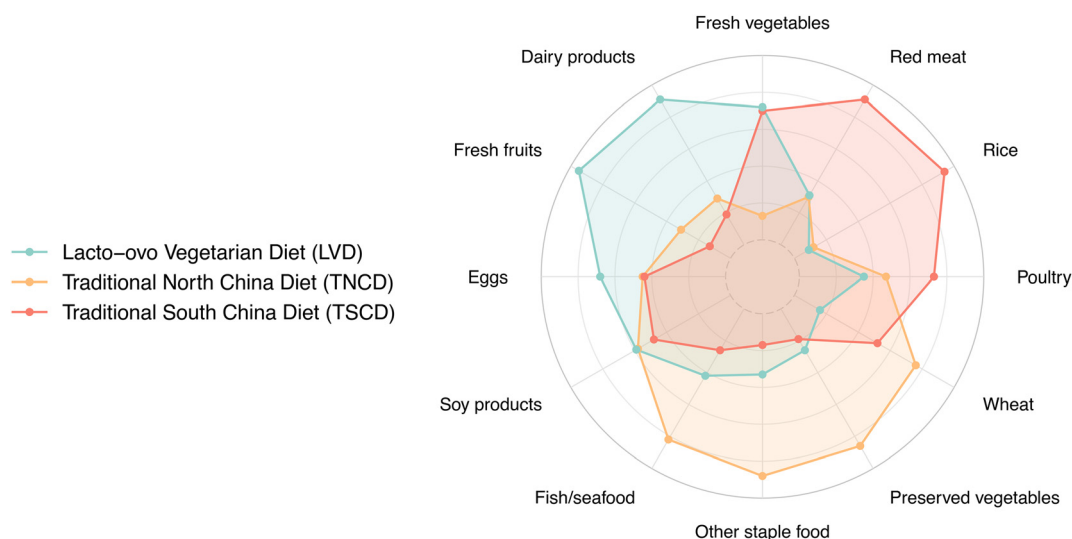 Fresh vegetables
Dairy products
Red meat
Fresh fruits
Rice
Lacto−ovo Vegetarian Diet (LVD)
Traditional North China Diet (TNCD)
Traditional South China Diet (TSCD)
Eggs
Poultry
Soy products
Wheat
Fish/seafood
Preserved vegetables
Other staple food